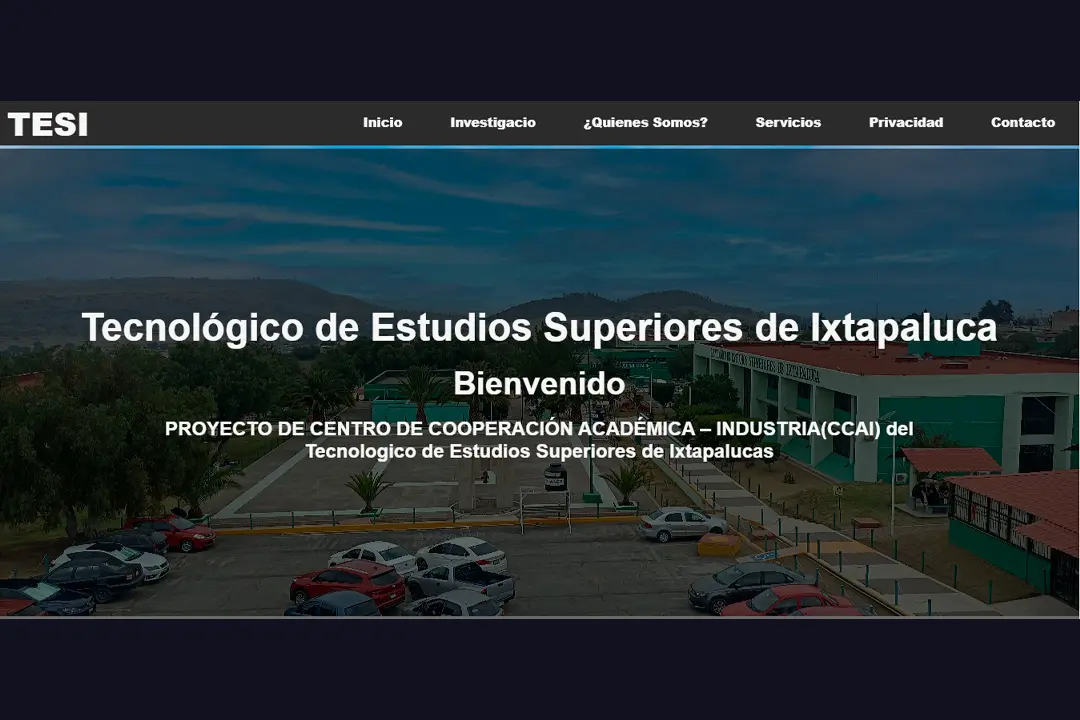 TESI
Inicio
Investigacio
¿Quienes Somos?
Servicios
Privacidad
Contacto
Tecnológico de Estudios Superiores de Ixtapaluca
Bienvenido
PROYECTO DE CENTRO DE COOPERACIÓN ACADÉMICA – INDUSTRIA(CCAI) del
Tecnologico de Estudios Superiores de Ixtapalucas